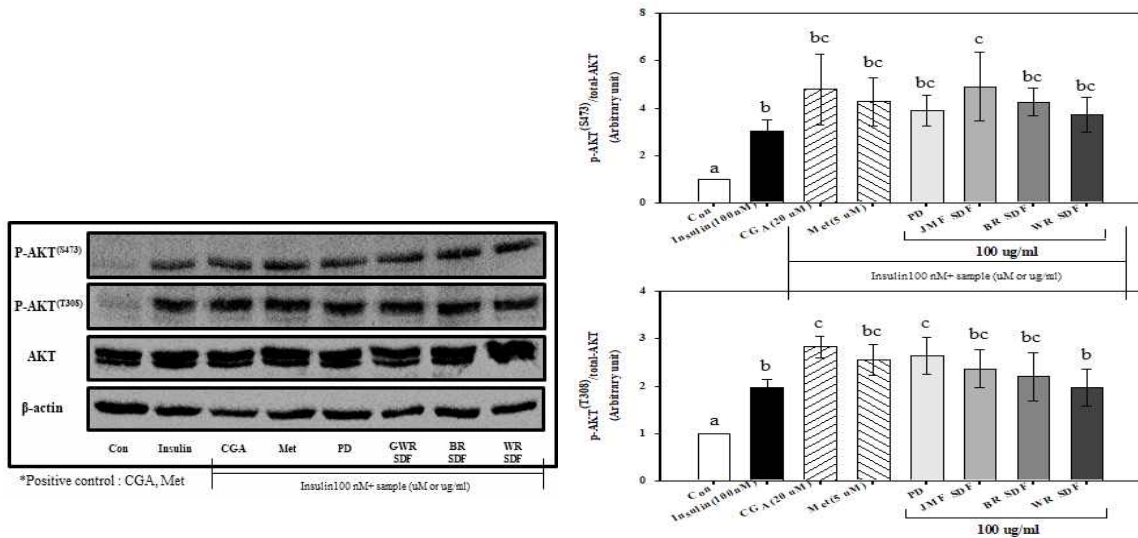 P-AKT(S473)
P-AKT(T308)
AKT
β-actin
Con Insulin CGA Met PD GWR SDF BR SDF WR SDF
*Positive control : CGA, Met
Insulin100 nM+ sample (uM or ug/ml)
p-AKT(S473)/total-AKT
(Arbitrary unit)
8
6
4
2
0
a
b
bc
bc
bc
c
bc
bc
Con
Insulin(100nM)
CGA(20 uM)
Met(5 uM)
PD
JMF SDF
BR SDF
WR SDF
100 ug/ml
Insulin100 nM+ sample (uM or ug/ml)
p-AKT(T308)/total-AKT
(Arbitrary unit)
4
3
2
1
0
a
b
c
bc
c
bc
bc
b
Con
Insulin(100nM)
CGA(20 uM)
Met(5 uM)
PD
JMF SDF
BR SDF
WR SDF
100 ug/ml